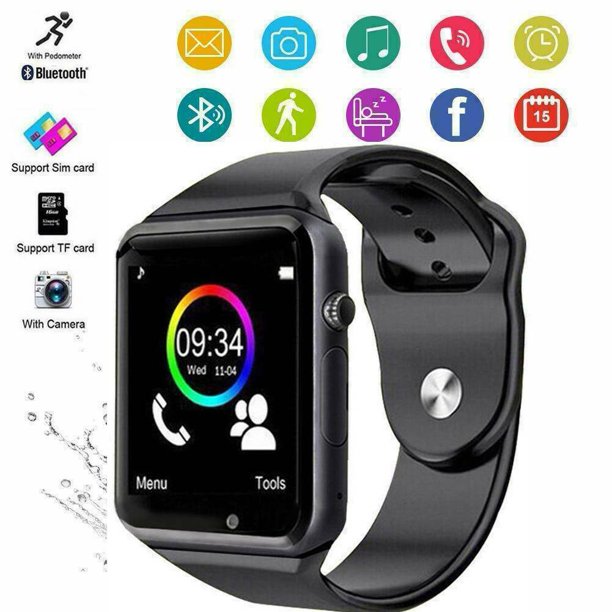 With Pedometer
Bluetooth®
Support Sim card
Support TF card
With Camera
15
09:34
Wed 11-04
Menu
Tools